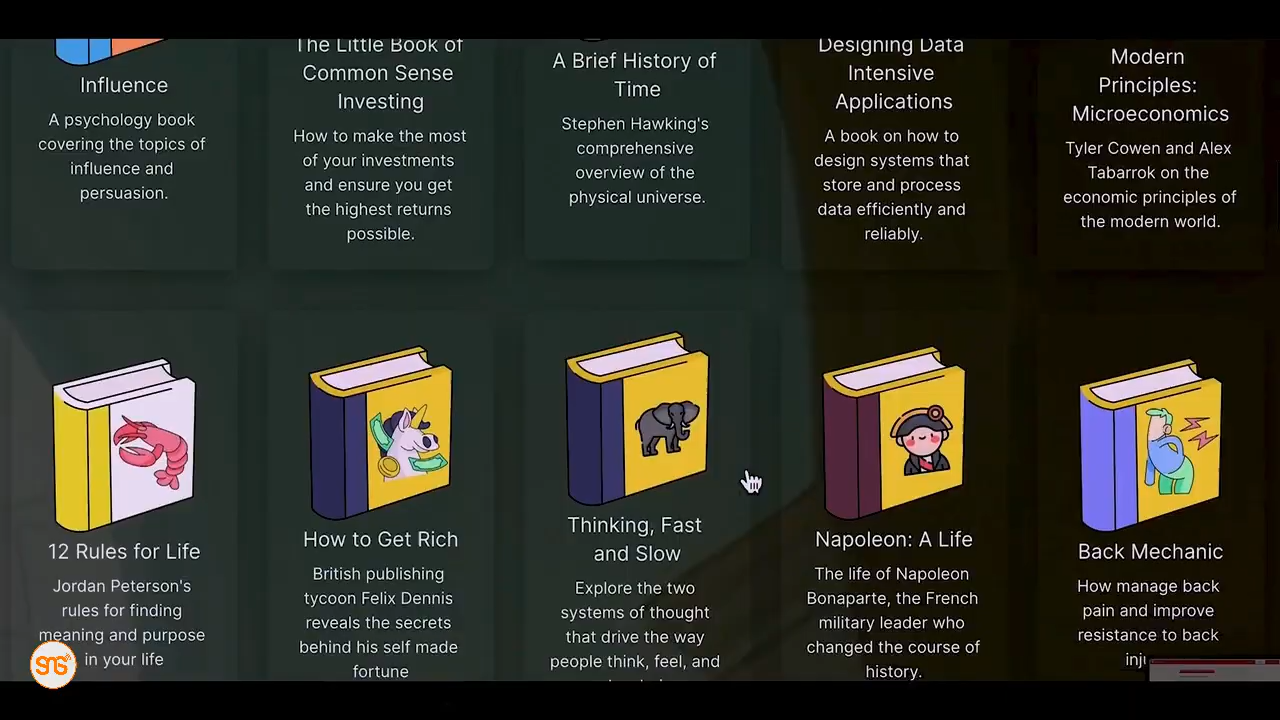 Influence
A psychology book
covering the topics of
influence and
persuasion.
The Little Book of
Common Sense
Investing
How to make the most
of your investments
and ensure you get
the highest returns
possible.
A Brief History of
Time
Stephen Hawking's
comprehensive
overview of the
physical universe.
Designing Data
Intensive
Applications
A book on how to
design systems that
store and process
data efficiently and
reliably.
Modern
Principles:
Microeconomics
Tyler Cowen and Alex
Tabarrok on the
economic principles of
the modern world.
12 Rules for Life
Jordan Peterson's
rules for finding
meaning and purpose
in your life
How to Get Rich
British publishing
tycoon Felix Dennis
reveals the secrets
behind his self made
fortune
Thinking, Fast
and Slow
Explore the two
systems of thought
that drive the way
people think, feel, and
Napoleon: A Life
The life of Napoleon
Bonaparte, the French
military leader who
changed the course of
history.
Back Mechanic
How manage back
pain and improve
resistance to back
SNS